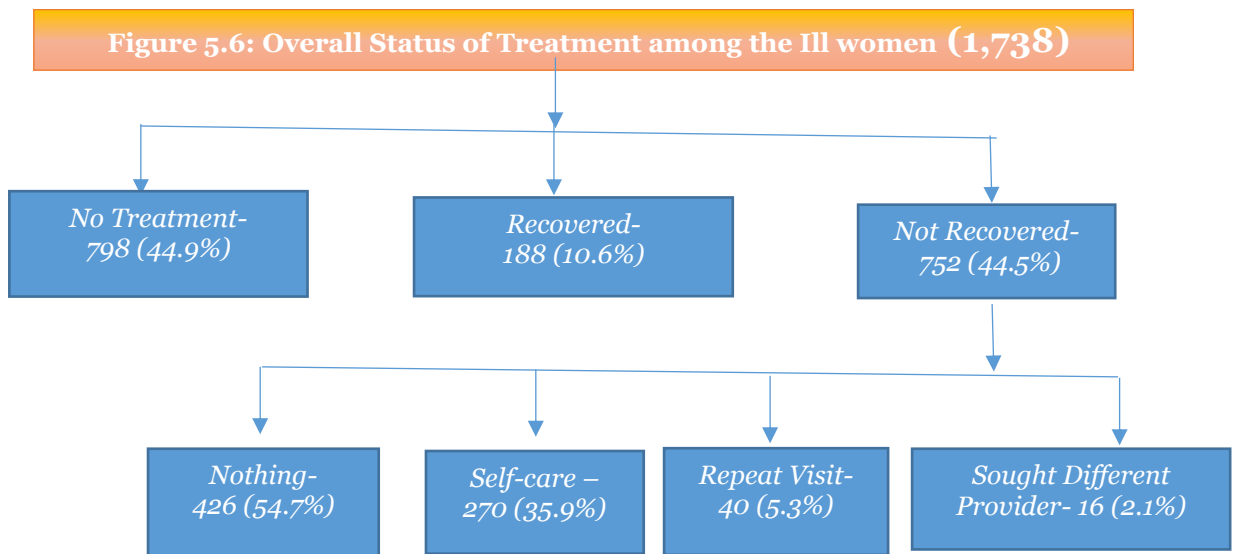 Figure 5.6: Overall Status of Treatment among the Ill women (1,738)
No Treatment-
798 (44.9%)
Recovered-
188 (10.6%)
Not Recovered-
752 (44.5%)
Nothing-
426 (54.7%)
Self-care –
270 (35.9%)
Repeat Visit-
40 (5.3%)
Sought Different
Provider- 16 (2.1%)